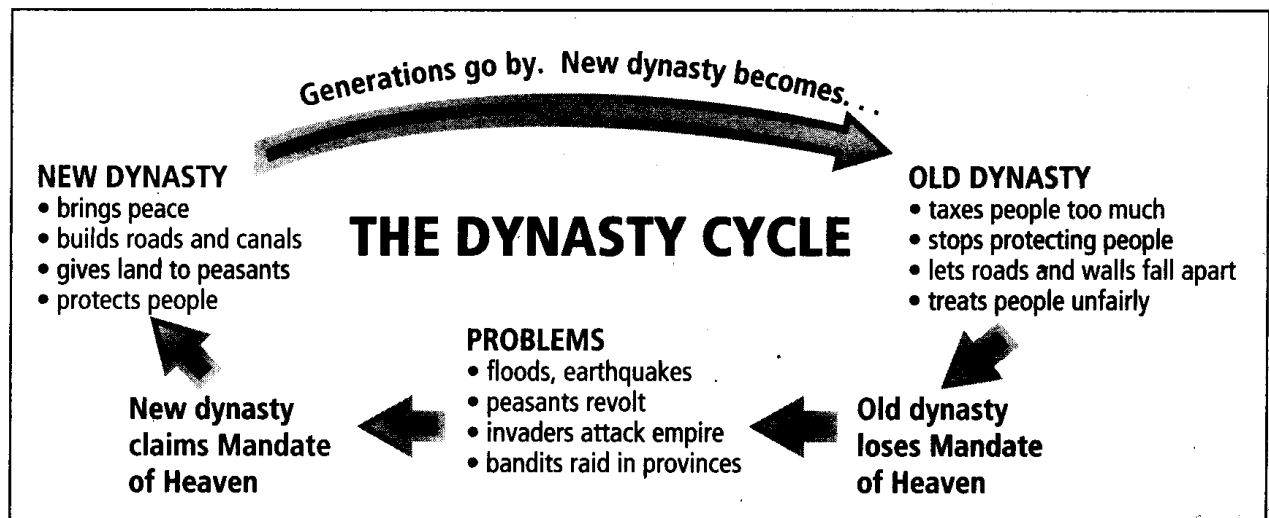 Generations go by. New dynasty becomes. . .
NEW DYNASTY
• brings peace
• builds roads and canals
• gives land to peasants
• protects people
THE DYNASTY CYCLE
OLD DYNASTY
• taxes people too much
• stops protecting people
• lets roads and walls fall apart
• treats people unfairly
Old dynasty
loses Mandate
of Heaven
PROBLEMS
• floods, earthquakes
• peasants revolt
• invaders attack empire
• bandits raid in provinces
New dynasty
claims Mandate
of Heaven